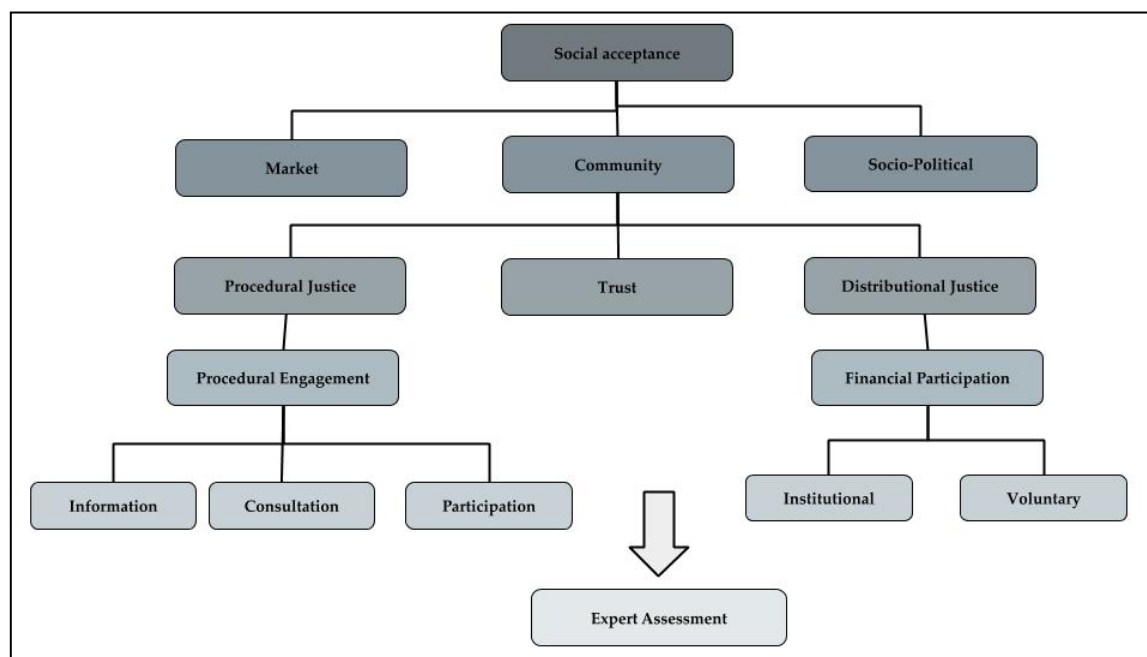 Social acceptance
Market
Community
Socio-Political
Procedural Justice
Trust
Distributional Justice
Procedural Engagement
Financial Participation
Information
Consultation
Participation
Institutional
Voluntary
Expert Assessment